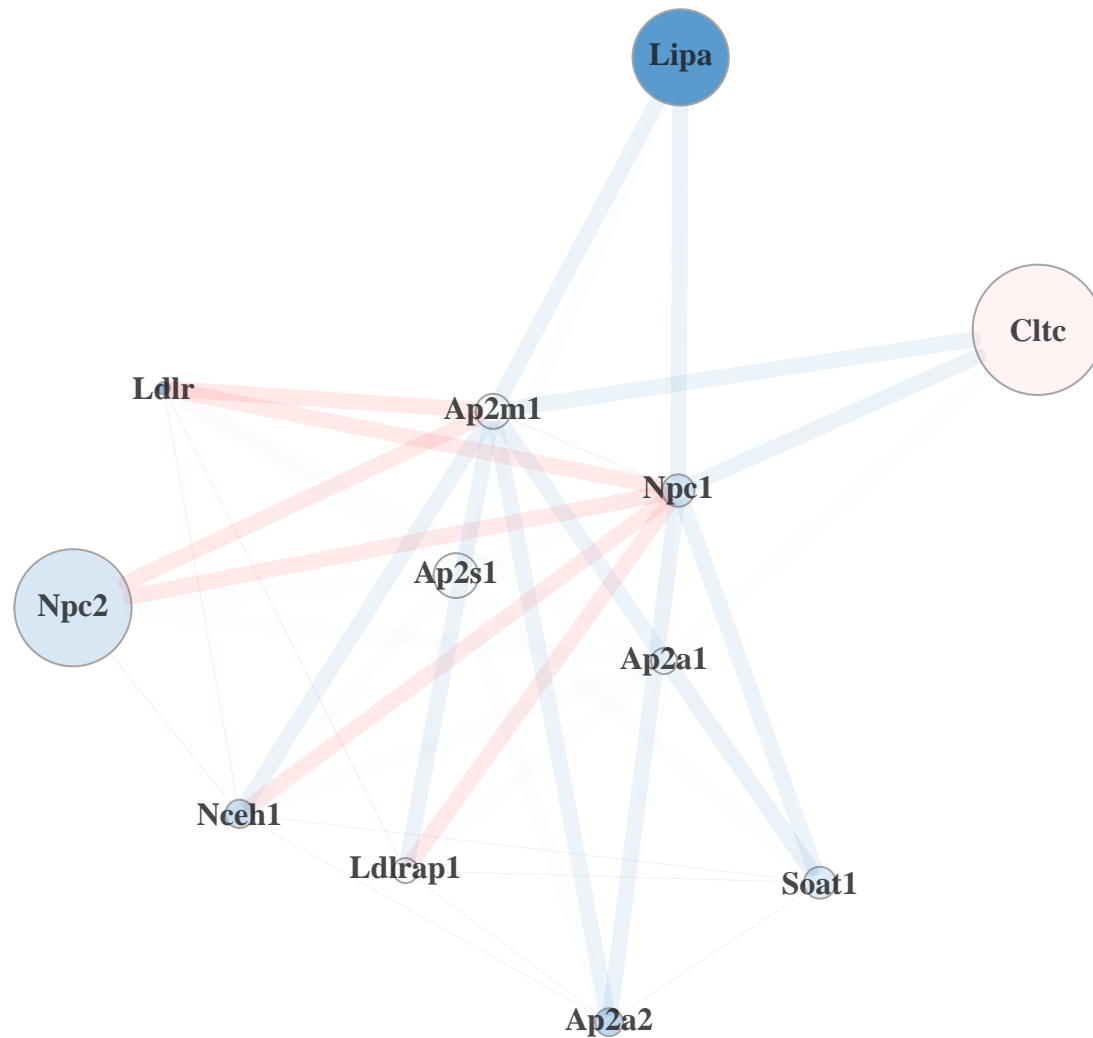 Lipa
Cltc
Ldlr
Ap2m1
Npc1
Ap2s1
Npc2
Ap2a1
Nceh1
Ldlrap1
Soat1
Ap2a2